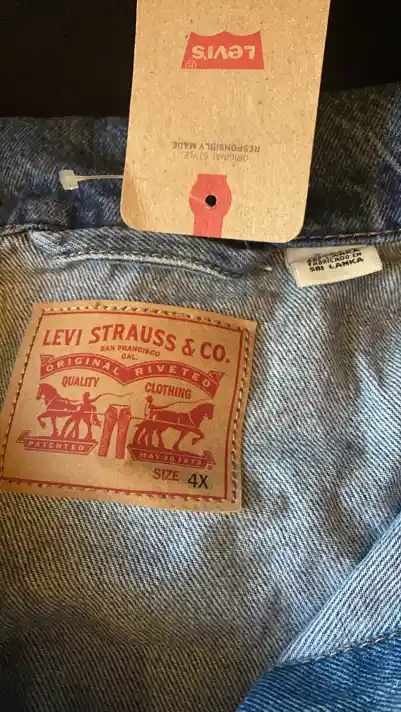 LEVI'S
®
ORIGINAL STYLE,
RESPONSIBLY MADE
FABRICADO EN
SRI LANKA
LEVI STRAUSS & CO.
SAN FRANCISCO
CAL.
ORIGINAL RIVETED
QUALITY CLOTHING
PATENTED MAY 20 1873
SIZE 4X